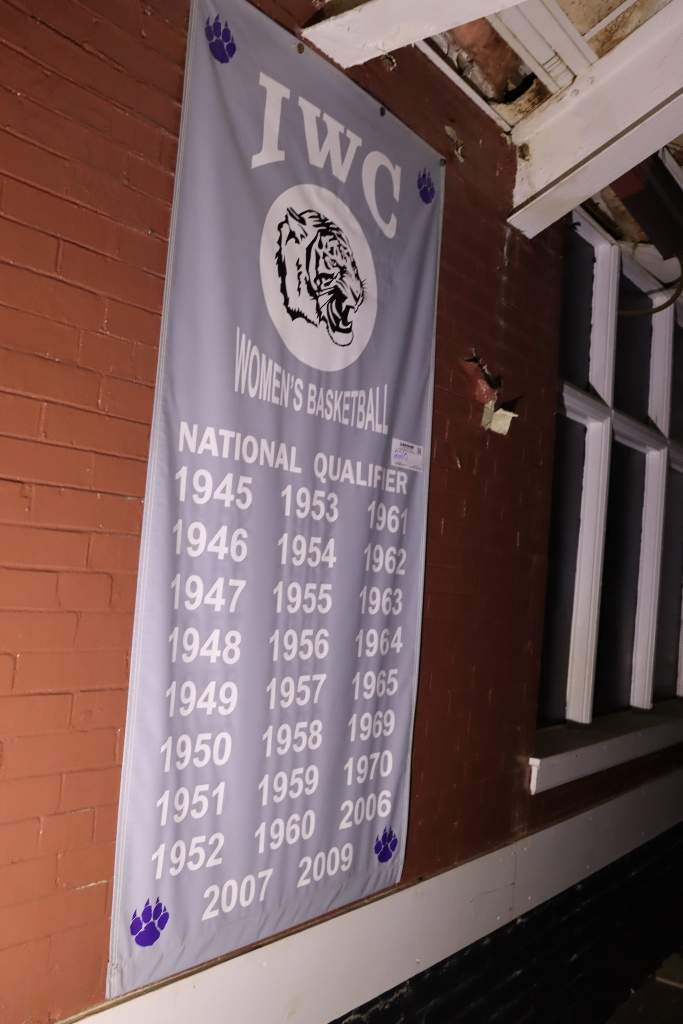 IWC
WOMEN'S BASKETBALL
NATIONAL QUALIFIER
1945 1953 1961
1946 1954 1962
1947 1955 1963
1948 1956 1964
1949 1957 1965
1950 1958 1969
1951 1959 1970
1952 1960 2006
2007 2009